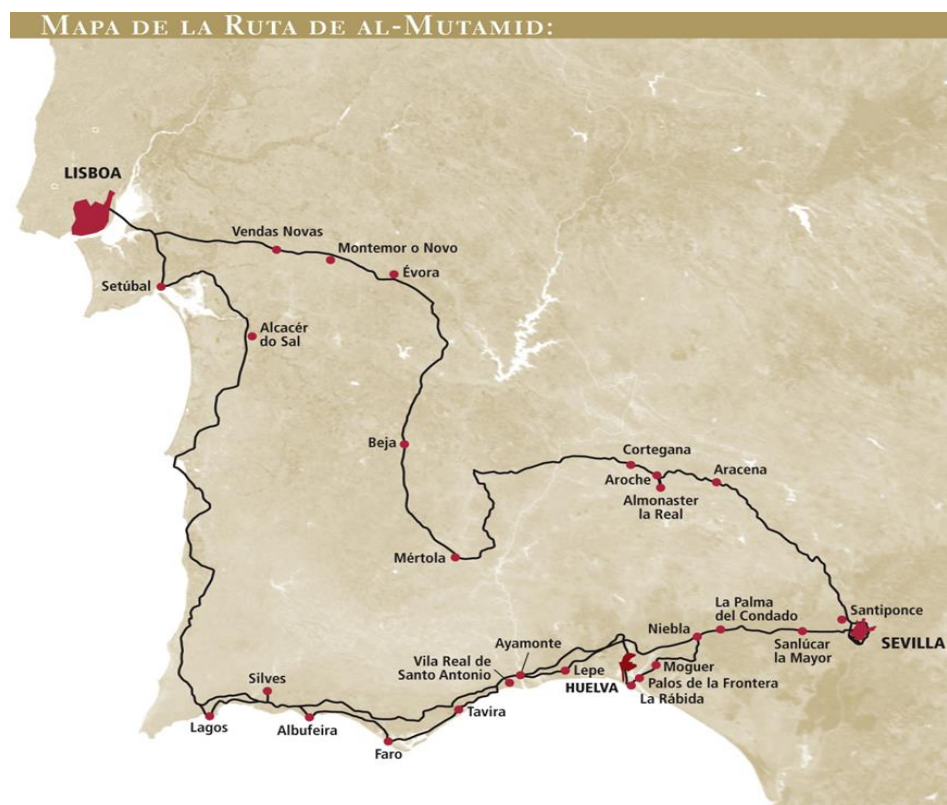 MAPA DE LA RUTA DE AL-MUTAMID:
LISBOA
Vendas Novas
Montemor o Novo
Évora
Setúbal
Alcacér
do Sal
Beja
Cortegana
Aroche
Aracena
Almonaster
la Real
Mértola
Santiponce
La Palma
del Condado
SEVILLA
Niebla
Sanlúcar
la Mayor
Ayamonte
Vila Real de
Santo Antonio
Lepe
Moguer
HUELVA
Palos de la Frontera
La Rábida
Silves
Tavira
Lagos
Albufeira
Faro